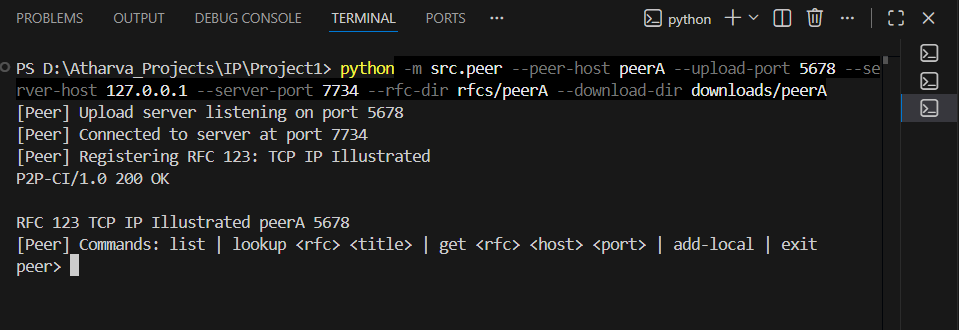 PROBLEMS OUTPUT DEBUG CONSOLE TERMINAL PORTS ··· python
PS D:\Atharva_Projects\IP\Project1> python -m src.peer --peer-host peerA --upload-port 5678 --se
rver-host 127.0.0.1 --server-port 7734 --rfc-dir rfcs/peerA --download-dir downloads/peerA
[Peer] Upload server listening on port 5678
[Peer] Connected to server at port 7734
[Peer] Registering RFC 123: TCP IP Illustrated
P2P-CI/1.0 200 OK
RFC 123 TCP IP Illustrated peerA 5678
[Peer] Commands: list | lookup <rfc> <title> | get <rfc> <host> <port> | add-local | exit
peer>